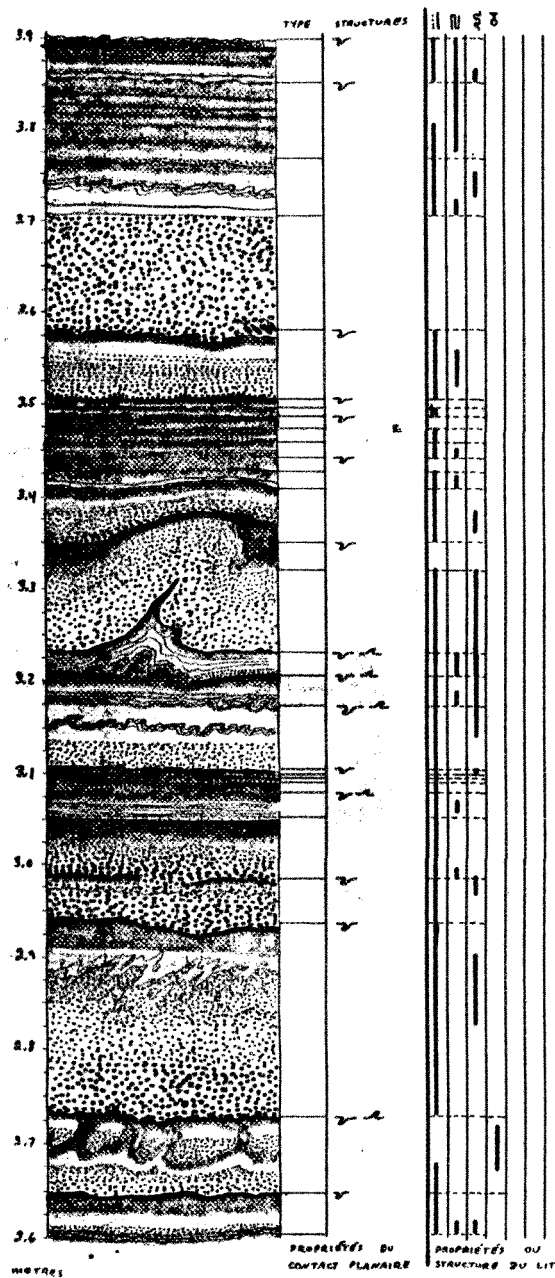 TYPE STRUCTURES
3.9
3.8
3.7
3.6
3.5
3.4
3.3
3.2
3.1
3.0
2.9
2.8
2.7
2.6
METRES
PROPRIÉTÉS DU
CONTACT PLANAIRE
PROPRIÉTÉS OU
STRUCTURE DU LIT